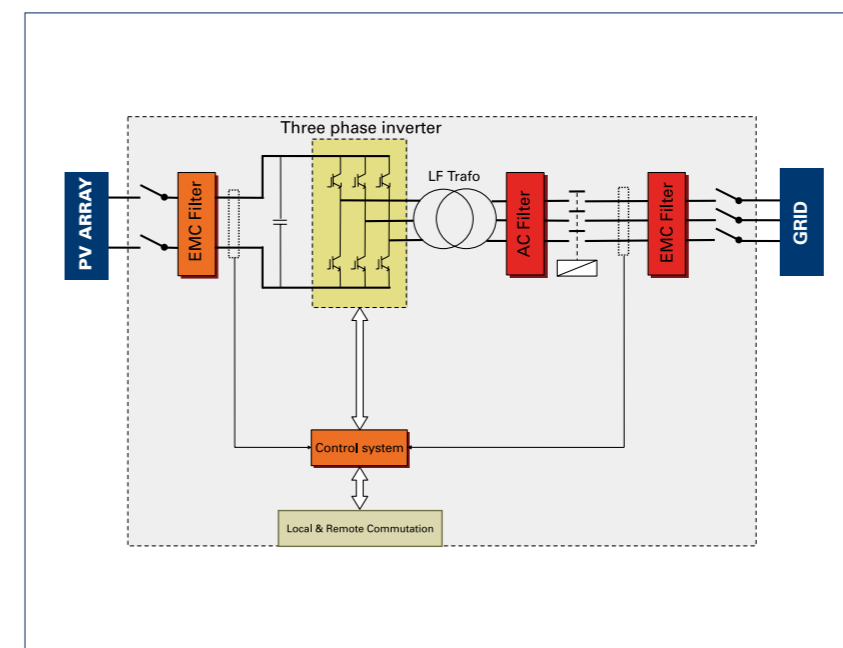 Three phase inverter
PV ARRAY
EMC Filter
LF Trafo
AC Filter
EMC Filter
GRID
Control system
Local & Remote Commutation